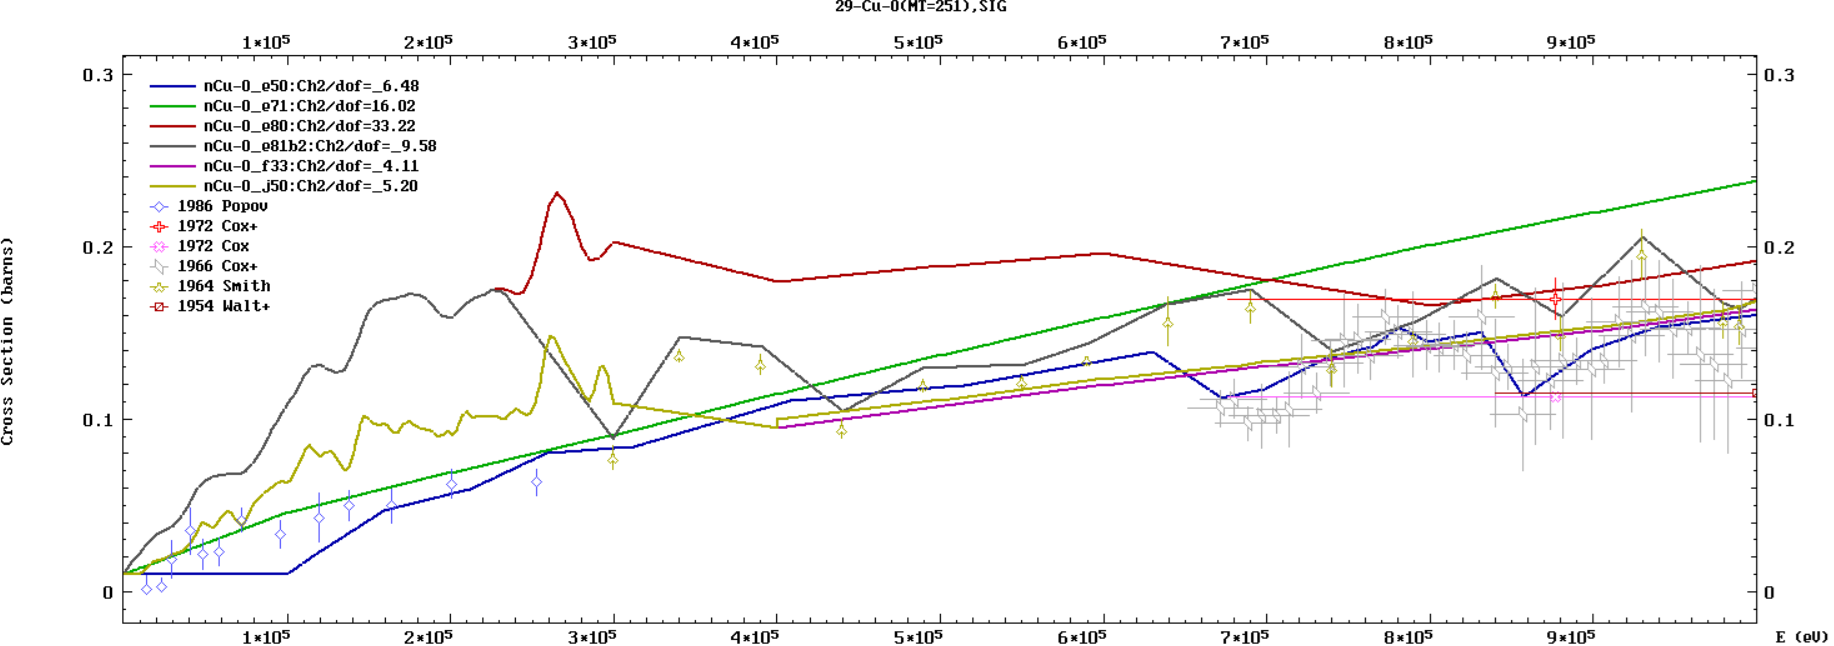 29-Cu-0(MT=251),SIG
1*10⁵ 2*10⁵ 3*10⁵ 4*10⁵ 5*10⁵ 6*10⁵ 7*10⁵ 8*10⁵ 9*10⁵
0.3 0.3
nCu-0_e50:Ch2/dof=_6.48
nCu-0_e71:Ch2/dof=16.02
nCu-0_e80:Ch2/dof=33.22
nCu-0_e81b2:Ch2/dof=_9.58
nCu-0_f33:Ch2/dof=_4.11
nCu-0_j50:Ch2/dof=_5.20
1986 Popov
1972 Cox+
1972 Cox
1966 Cox+
1964 Smith
1954 Walt+
0.2 0.2
Cross Section (barns)
0.1 0.1
0 0
1*10⁵ 2*10⁵ 3*10⁵ 4*10⁵ 5*10⁵ 6*10⁵ 7*10⁵ 8*10⁵ 9*10⁵ E (eV)